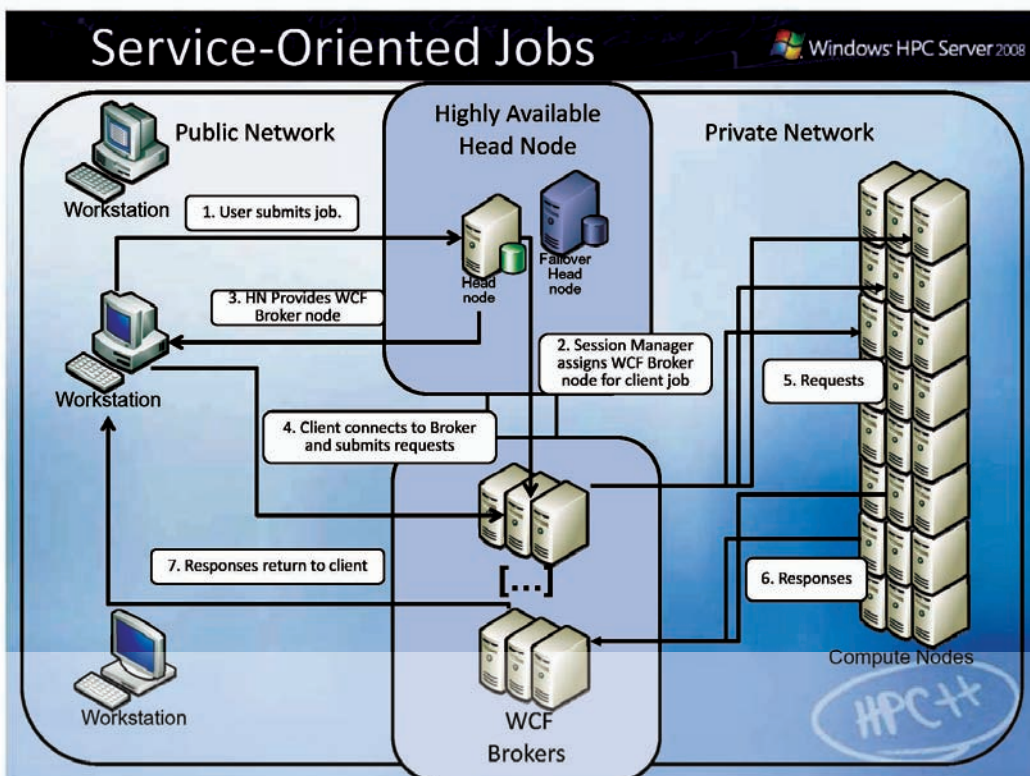 Service-Oriented Jobs
Windows HPC Server 2008
Public Network
Highly Available
Head Node
Private Network
Workstation
1. User submits job.
Head
node
Failover
Head
node
3. HN Provides WCF
Broker node
2. Session Manager
assigns WCF Broker
node for client job
5. Requests
Workstation
4. Client connects to Broker
and submits requests
7. Responses return to client
[...]
6. Responses
Workstation
WCF
Brokers
Compute Nodes
HPC++